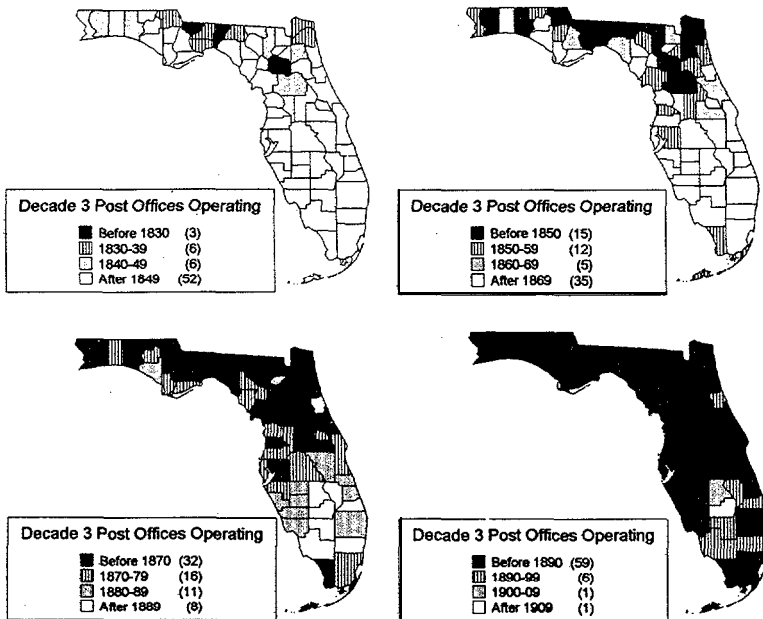 Decade 3 Post Offices Operating
Before 1830 (3)
1830-39 (6)
1840-49 (6)
After 1849 (52)
Decade 3 Post Offices Operating
Before 1850 (15)
1850-59 (12)
1860-69 (5)
After 1869 (35)
Decade 3 Post Offices Operating
Before 1870 (32)
1870-79 (16)
1880-89 (11)
After 1889 (8)
Decade 3 Post Offices Operating
Before 1890 (59)
1890-99 (6)
1900-09 (1)
After 1909 (1)